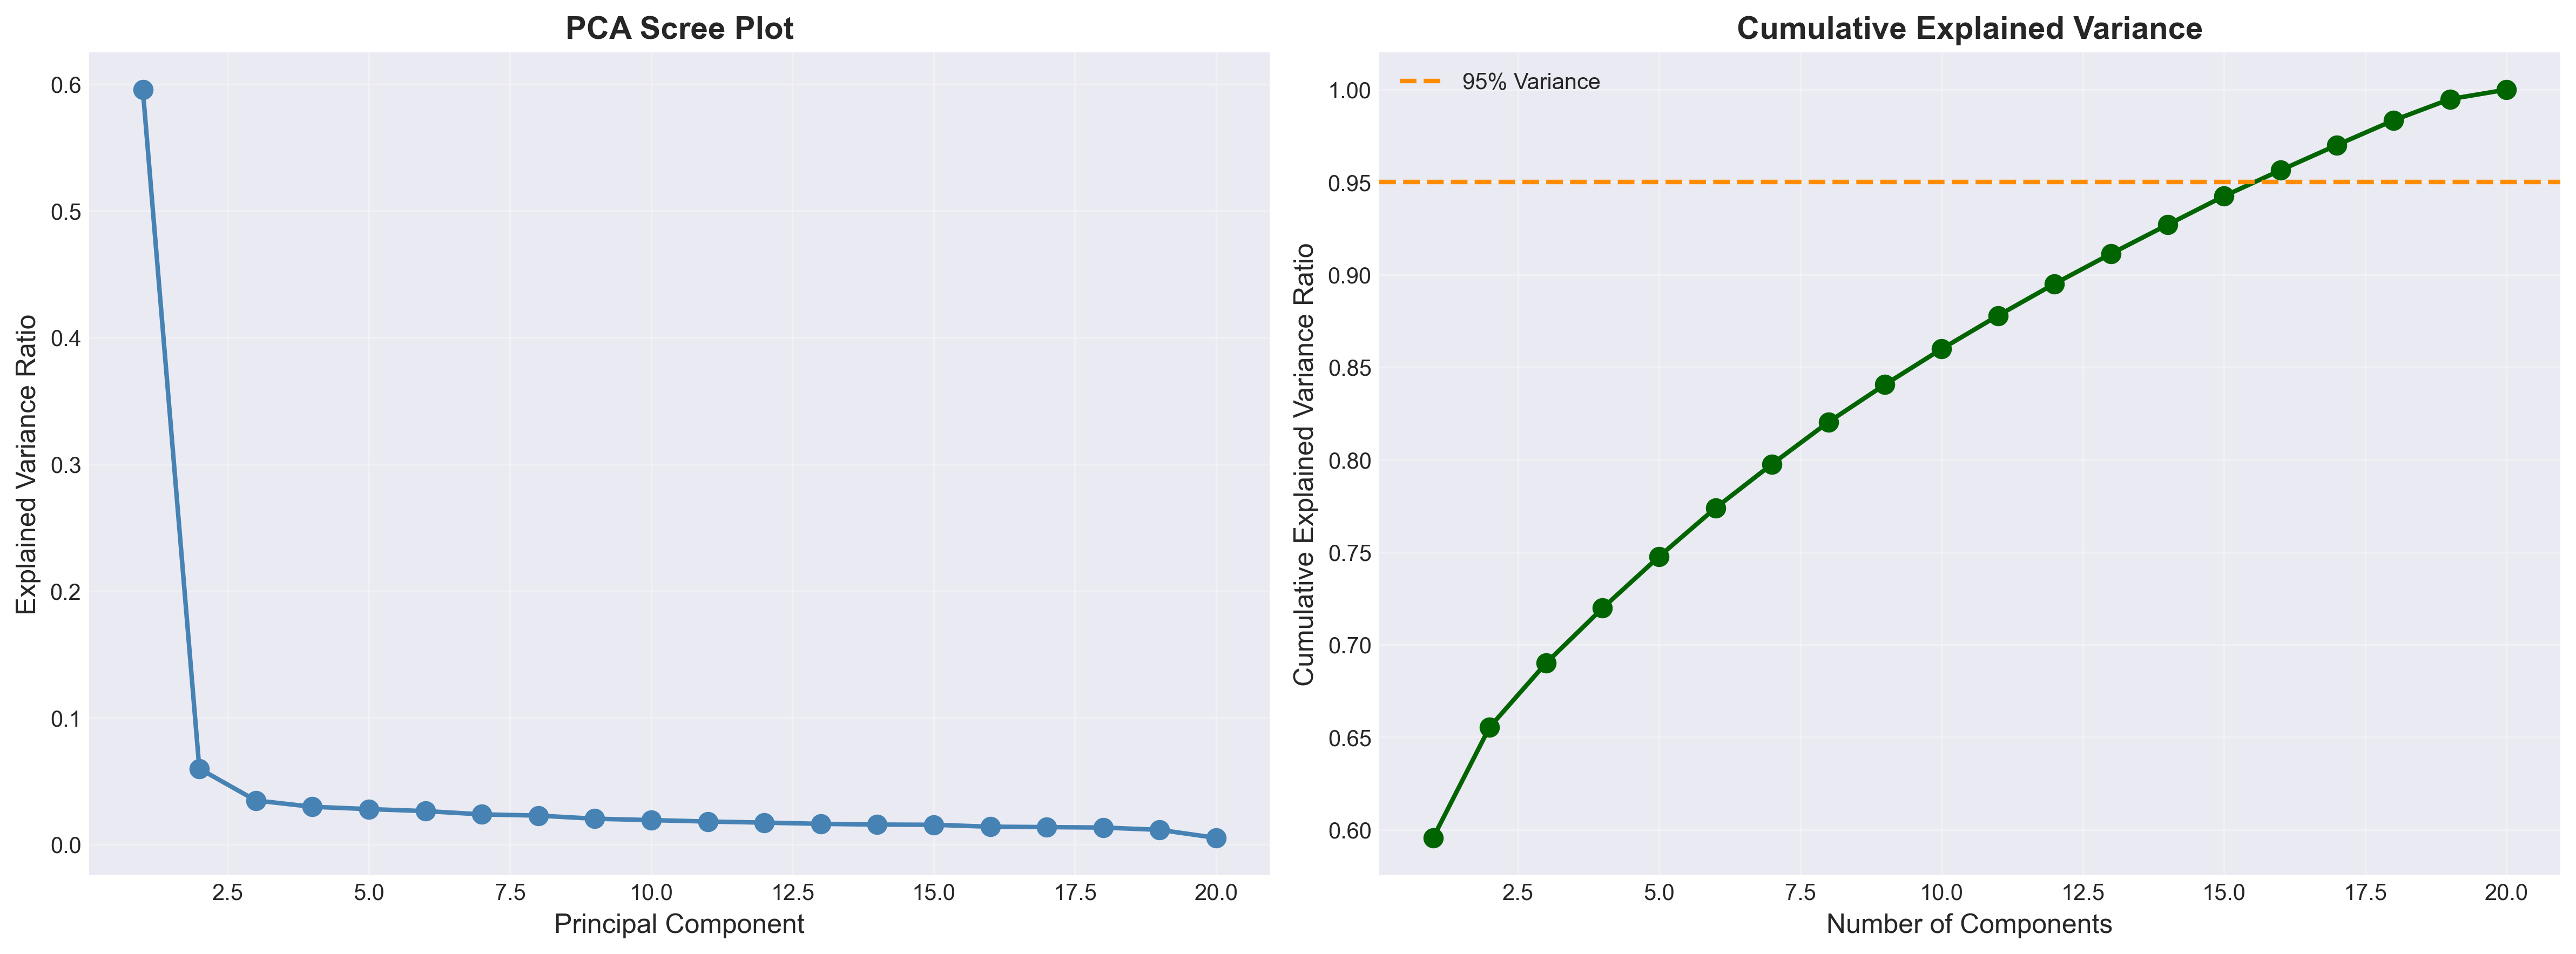 PCA Scree Plot
Explained Variance Ratio
0.6
0.5
0.4
0.3
0.2
0.1
0.0
2.5 5.0 7.5 10.0 12.5 15.0 17.5 20.0
Principal Component
Cumulative Explained Variance
95% Variance
Cumulative Explained Variance Ratio
1.00
0.95
0.90
0.85
0.80
0.75
0.70
0.65
0.60
2.5 5.0 7.5 10.0 12.5 15.0 17.5 20.0
Number of Components